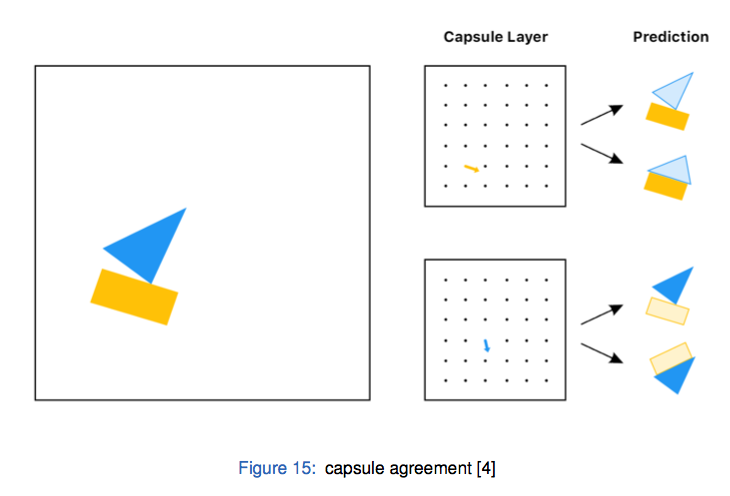 Capsule Layer
Prediction
Figure 15: capsule agreement [4]